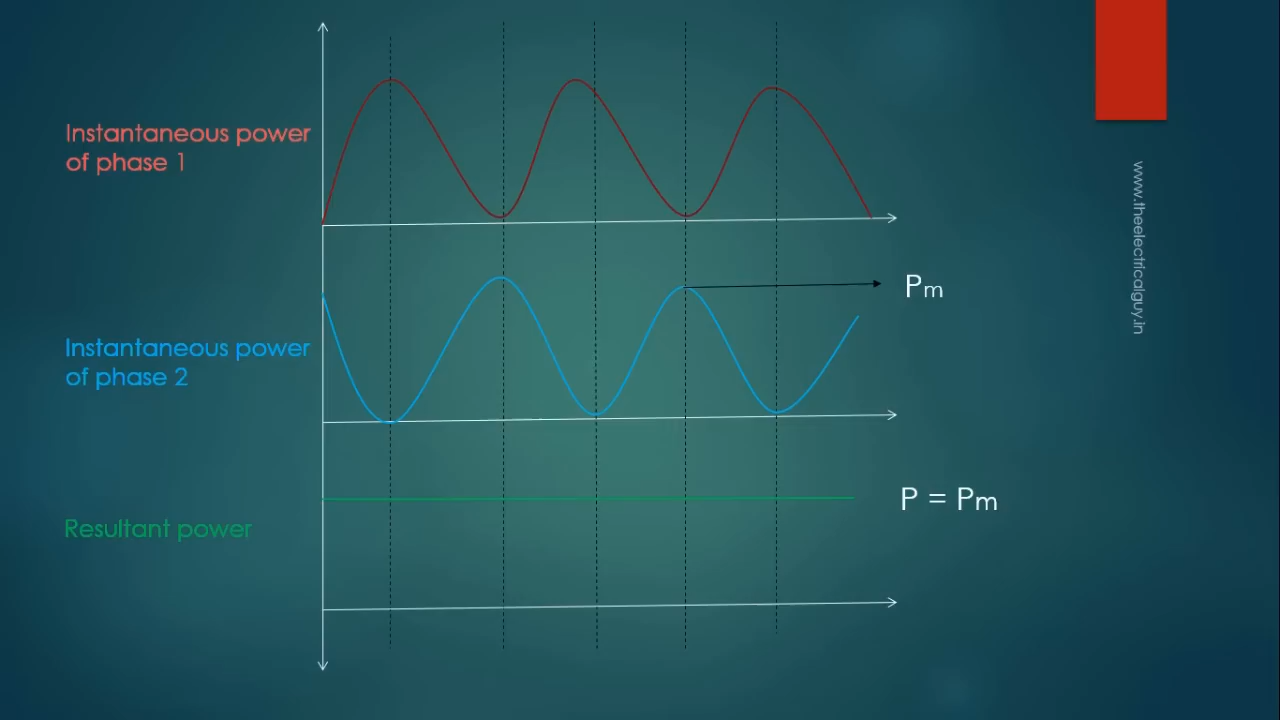 Instantaneous power
of phase 1
Pm
Instantaneous power
of phase 2
P = Pm
Resultant power
www.theelectricalguy.in